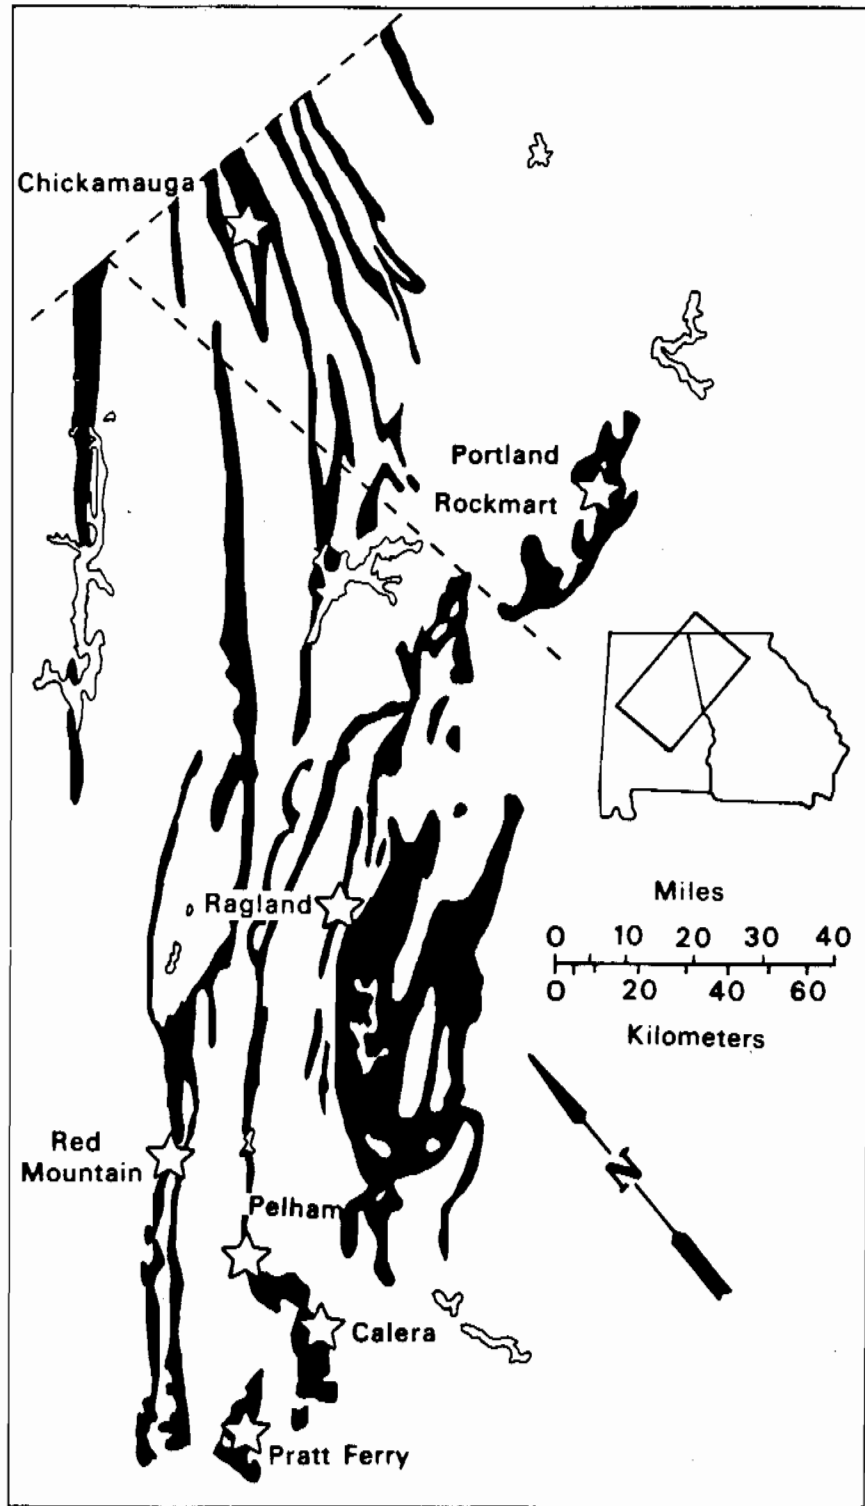 Chickamauga
Portland
Rockmart
Ragland
Miles
0 10 20 30 40
0 20 40 60
Kilometers
N
Red
Mountain
Pelham
Calera
Pratt Ferry